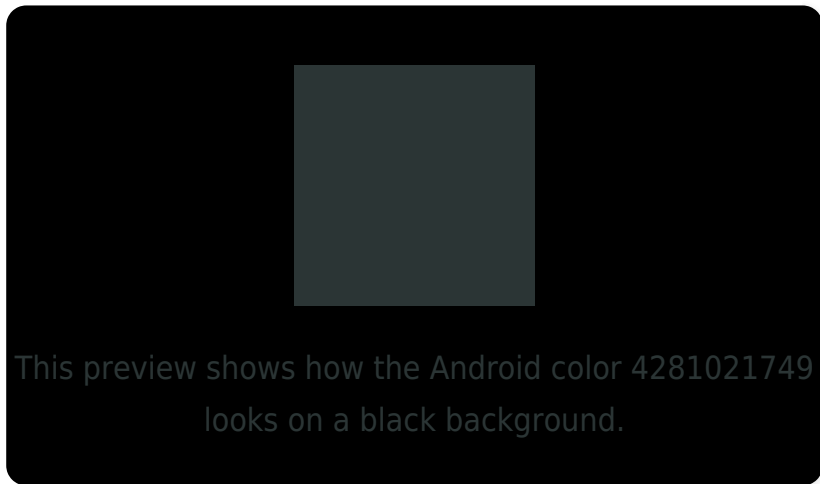 This preview shows how the Android color 4281021749
looks on a black background.